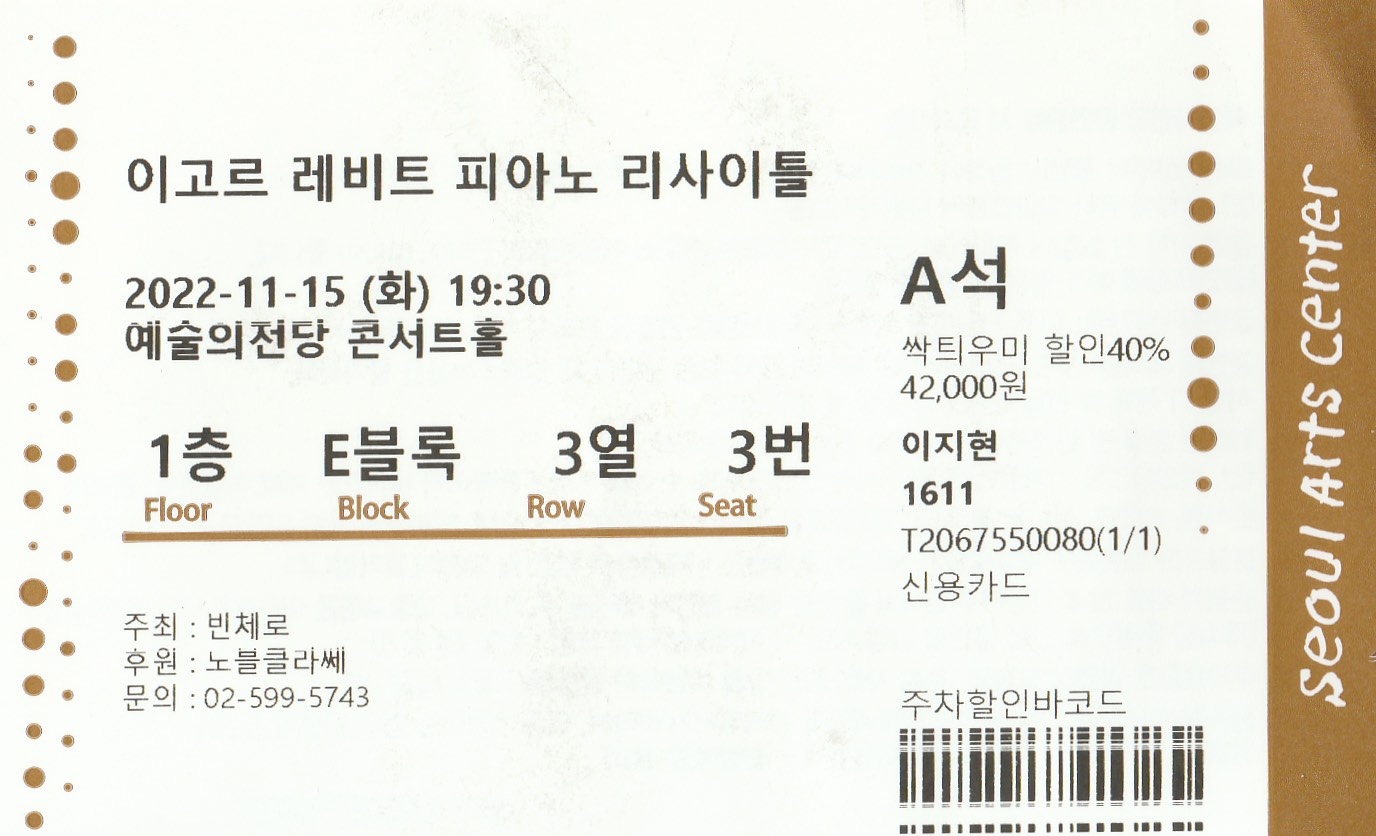 이고르 레비트 피아노 리사이틀
2022-11-15 (화) 19:30
예술의전당 콘서트홀
1층 E블록 3열 3번
Floor Block Row Seat
주최 : 빈체로
후원 : 노블클라쎄
문의 : 02-599-5743
A석
싹틔우미 할인40%
42,000원
이지현
1611
T2067550080(1/1)
신용카드
주차할인바코드
Seoul Arts Center